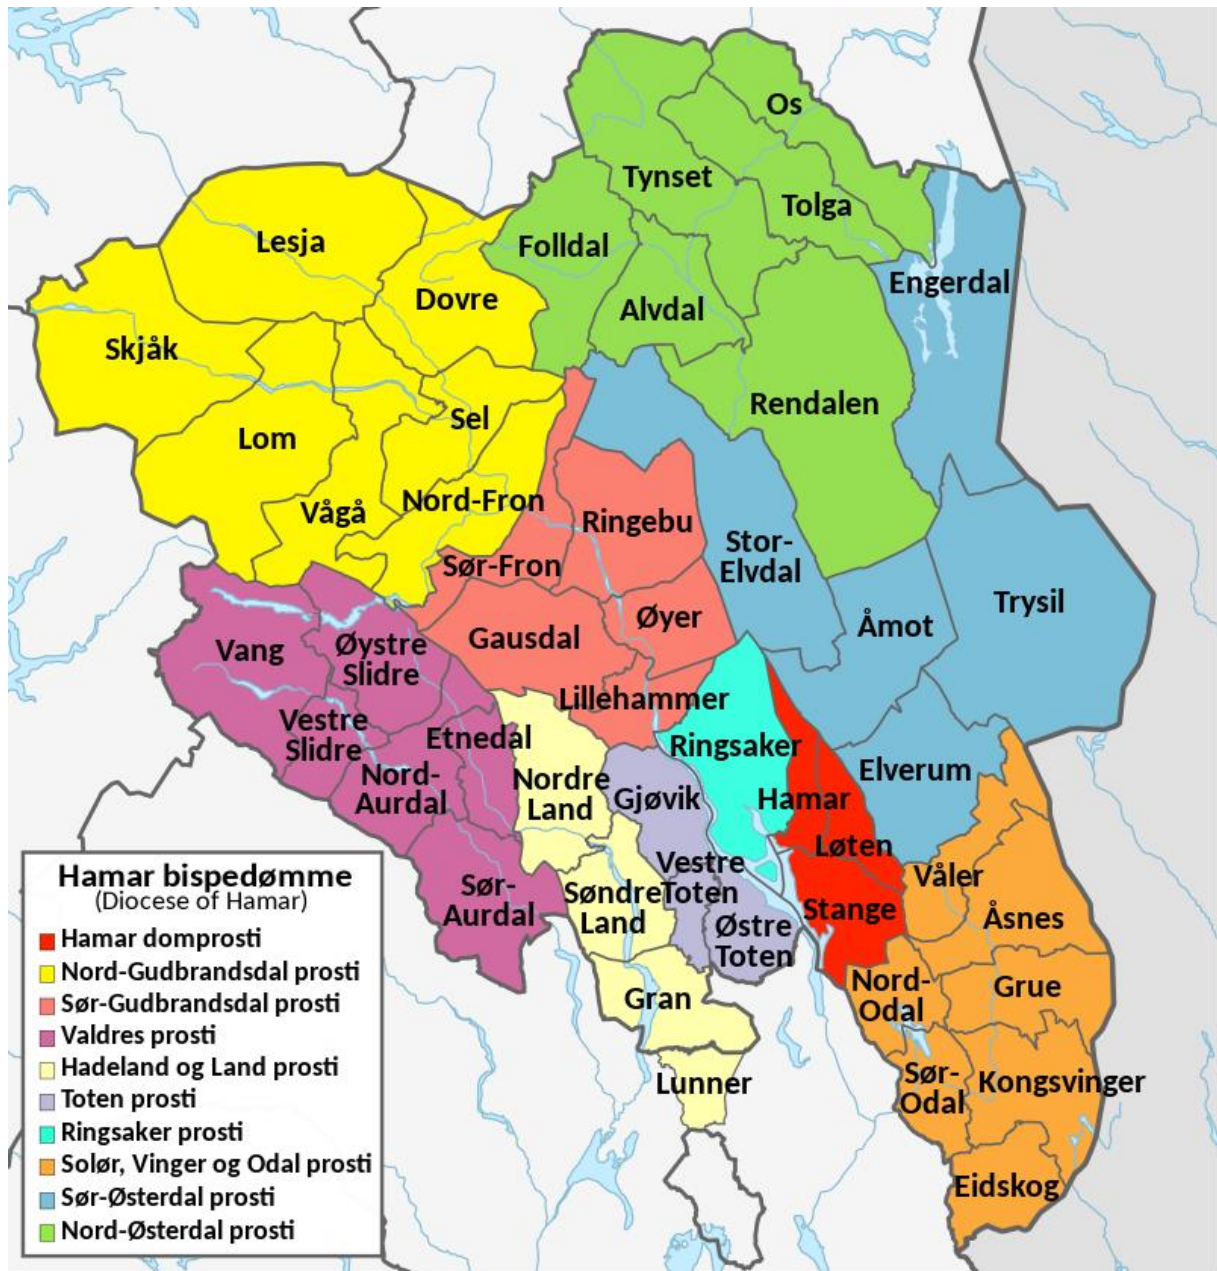 Os
Tynset
Tolga
Lesja
Folldal
Engerdal
Dovre
Alvdal
Skjåk
Rendalen
Sel
Lom
Nord-Fron
Vågå
Ringebu
Stor-
Elvdal
Sør-Fron
Trysil
Øyer
Åmot
Gausdal
Vang
Øystre
Slidre
Lillehammer
Vestre
Slidre
Etnedal
Ringsaker
Nord-
Aurdal
Nordre
Land
Gjøvik
Elverum
Hamar
Løten
Vestre
Toten
Våler
Sør-
Aurdal
Søndre
Land
Stange
Åsnes
Østre
Toten
Nord-
Odal
Grue
Gran
Lunner
Sør-
Odal
Kongsvinger
Eidskog
Hamar bispedømme
(Diocese of Hamar)
Hamar domprosti
Nord-Gudbrandsdal prosti
Sør-Gudbrandsdal prosti
Valdres prosti
Hadeland og Land prosti
Toten prosti
Ringsaker prosti
Solør, Vinger og Odal prosti
Sør-Østerdal prosti
Nord-Østerdal prosti